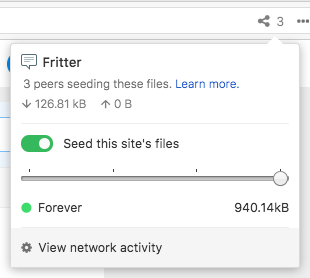 3
Fritter
3 peers seeding these files. Learn more.
↓ 126.81 kB ↑ 0 B
Seed this site's files
Forever 940.14kB
View network activity